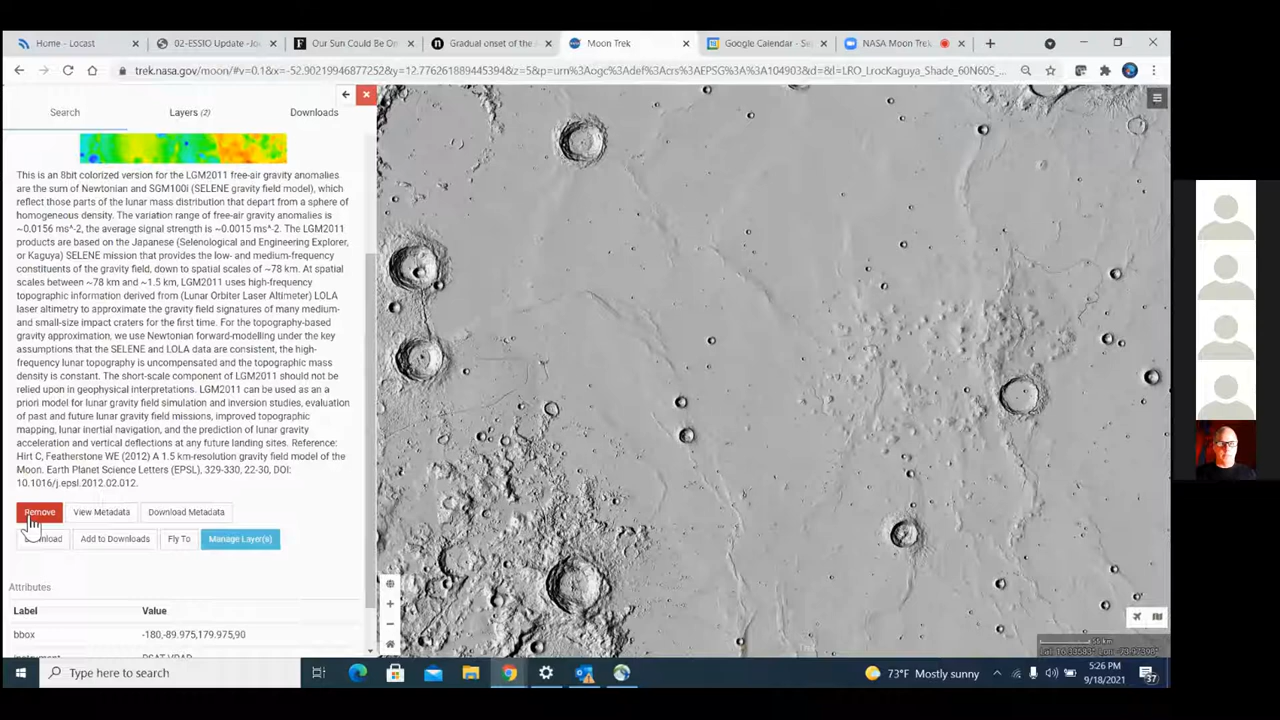 Home - Locast
02-ESSIO Update - Jo
Our Sun Could Be On
Gradual onset of the
Moon Trek
Google Calendar - Se
NASA Moon Trek
trek.nasa.gov/moon/#v=0.1&x=-52.90219946877252&y=12.776261889445394&z=5&p=urn%3Aogc%3Adef%3Acrs%3AEPSG%3A%3A104903&d=&l=LRO_LrocKaguya_Shade_60N60S_...
Search
Layers (2)
Downloads
This is an 8bit colorized version for the LGM2011 free-air gravity anomalies
are the sum of Newtonian and SGM100i (SELENE gravity field model), which
reflect those parts of the lunar mass distribution that depart from a sphere of
homogeneous density. The variation range of free-air gravity anomalies is
~0.0156 ms^-2, the average signal strength is ~0.0015 ms^-2. The LGM2011
products are based on the Japanese (Selenological and Engineering Explorer,
or Kaguya) SELENE mission that provides the low- and medium-frequency
constituents of the gravity field, down to spatial scales of ~78 km. At spatial
scales between ~78 km and ~1.5 km, LGM2011 uses high-frequency
topographic information derived from (Lunar Orbiter Laser Altimeter) LOLA
laser altimetry to approximate the gravity field signatures of many medium-
and small-size impact craters for the first time. For the topography-based
gravity approximation, we use Newtonian forward-modelling under the key
assumptions that the SELENE and LOLA data are consistent, the high-
frequency lunar topography is uncompensated and the topographic mass
density is constant. The short-scale component of LGM2011 should not be
relied upon in geophysical interpretations. LGM2011 can be used as an a
priori model for lunar gravity field simulation and inversion studies, evaluation
of past and future lunar gravity field missions, improved topographic
mapping, lunar inertial navigation, and the prediction of lunar gravity
acceleration and vertical deflections at any future landing sites. Reference:
Hirt C, Featherstone WE (2012) A 1.5 km-resolution gravity field model of the
Moon. Earth Planet Science Letters (EPSL), 329-330, 22-30, DOI:
10.1016/j.epsl.2012.02.012.
Remove
View Metadata
Download Metadata
Add to Downloads
Fly To
Manage Layer(s)
Attributes
Label
Value
bbox
-180,-89.975,179.975,90
Type here to search
73°F Mostly sunny
5:26 PM
9/18/2021
37